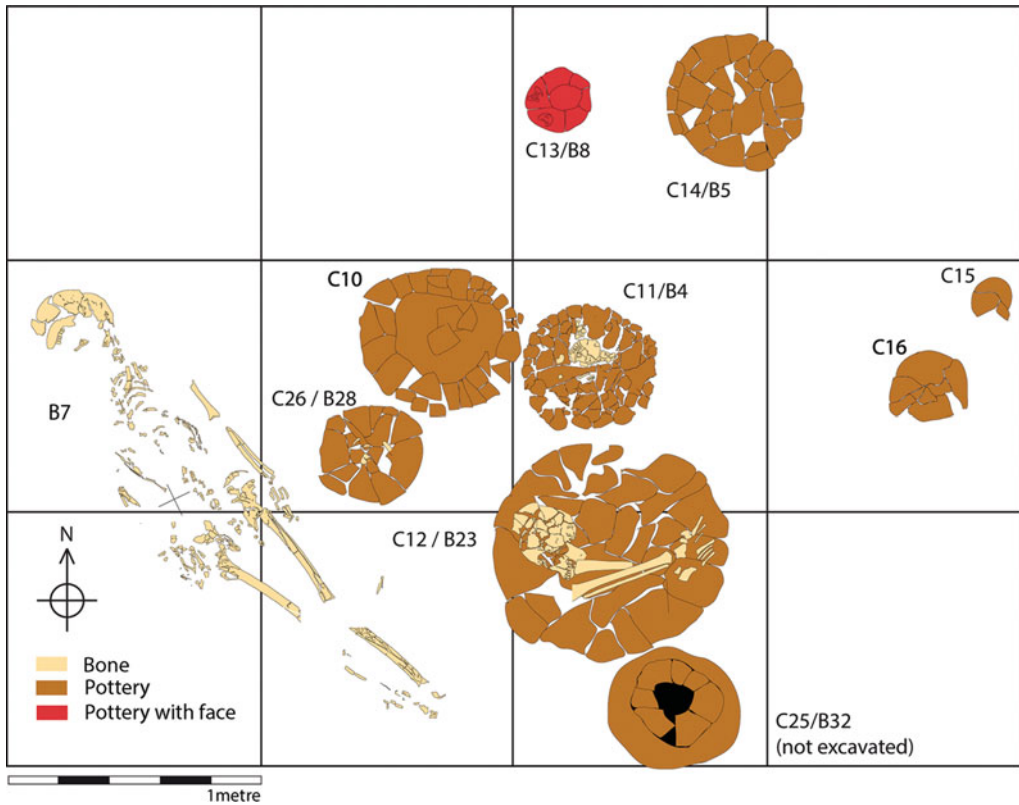 C13/B8
C14/B5
C10
C11/B4
C15
C16
B7
C26 / B28
C12 / B23
N
Bone
Pottery
Pottery with face
C25/B32
(not excavated)
1metre